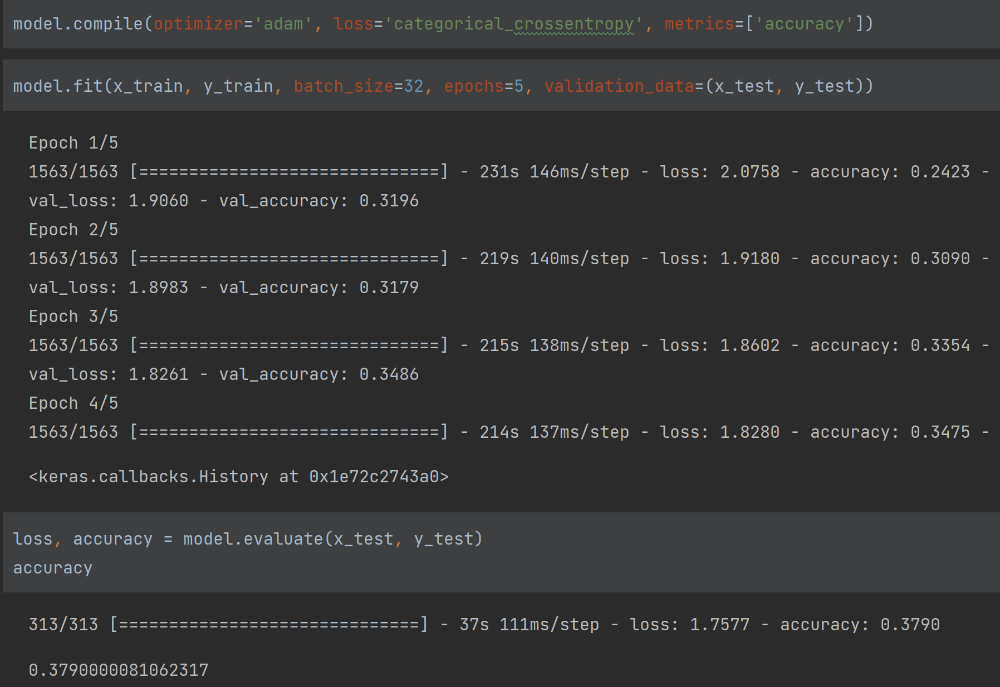 model.compile(optimizer='adam', loss='categorical_crossentropy', metrics=['accuracy'])
model.fit(x_train, y_train, batch_size=32, epochs=5, validation_data=(x_test, y_test))
Epoch 1/5
1563/1563 [==============================] - 231s 146ms/step - loss: 2.0758 - accuracy: 0.2423 -
val_loss: 1.9060 - val_accuracy: 0.3196
Epoch 2/5
1563/1563 [==============================] - 219s 140ms/step - loss: 1.9180 - accuracy: 0.3090 -
val_loss: 1.8983 - val_accuracy: 0.3179
Epoch 3/5
1563/1563 [==============================] - 215s 138ms/step - loss: 1.8602 - accuracy: 0.3354 -
val_loss: 1.8261 - val_accuracy: 0.3486
Epoch 4/5
1563/1563 [==============================] - 214s 137ms/step - loss: 1.8280 - accuracy: 0.3475 -
<keras.callbacks.History at 0x1e72c2743a0>
loss, accuracy = model.evaluate(x_test, y_test)
accuracy
313/313 [==============================] - 37s 111ms/step - loss: 1.7577 - accuracy: 0.3790
0.3790000081062317